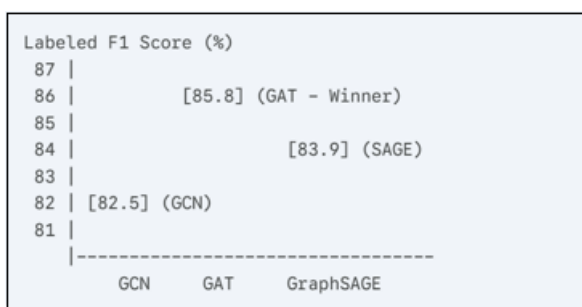 Labeled F1 Score (%)
87 |
86 | [85.8] (GAT – Winner)
85 |
84 | [83.9] (SAGE)
83 |
82 | [82.5] (GCN)
81 |
|----------------------------------
GCN GAT GraphSAGE